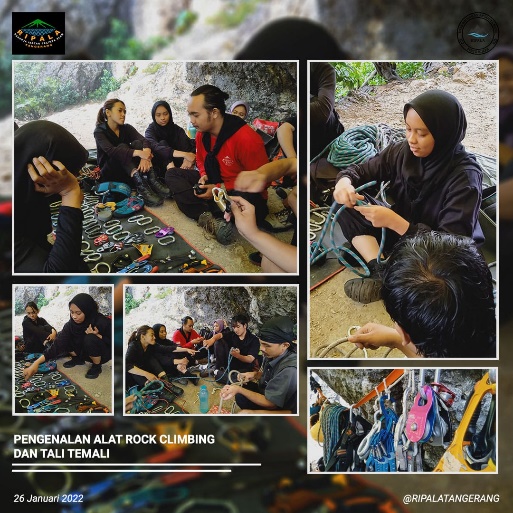 RIPALA
PENGENALAN ALAT ROCK CLIMBING
DAN TALI TEMALI
26 Januari 2022
@RIPALATANGERANG